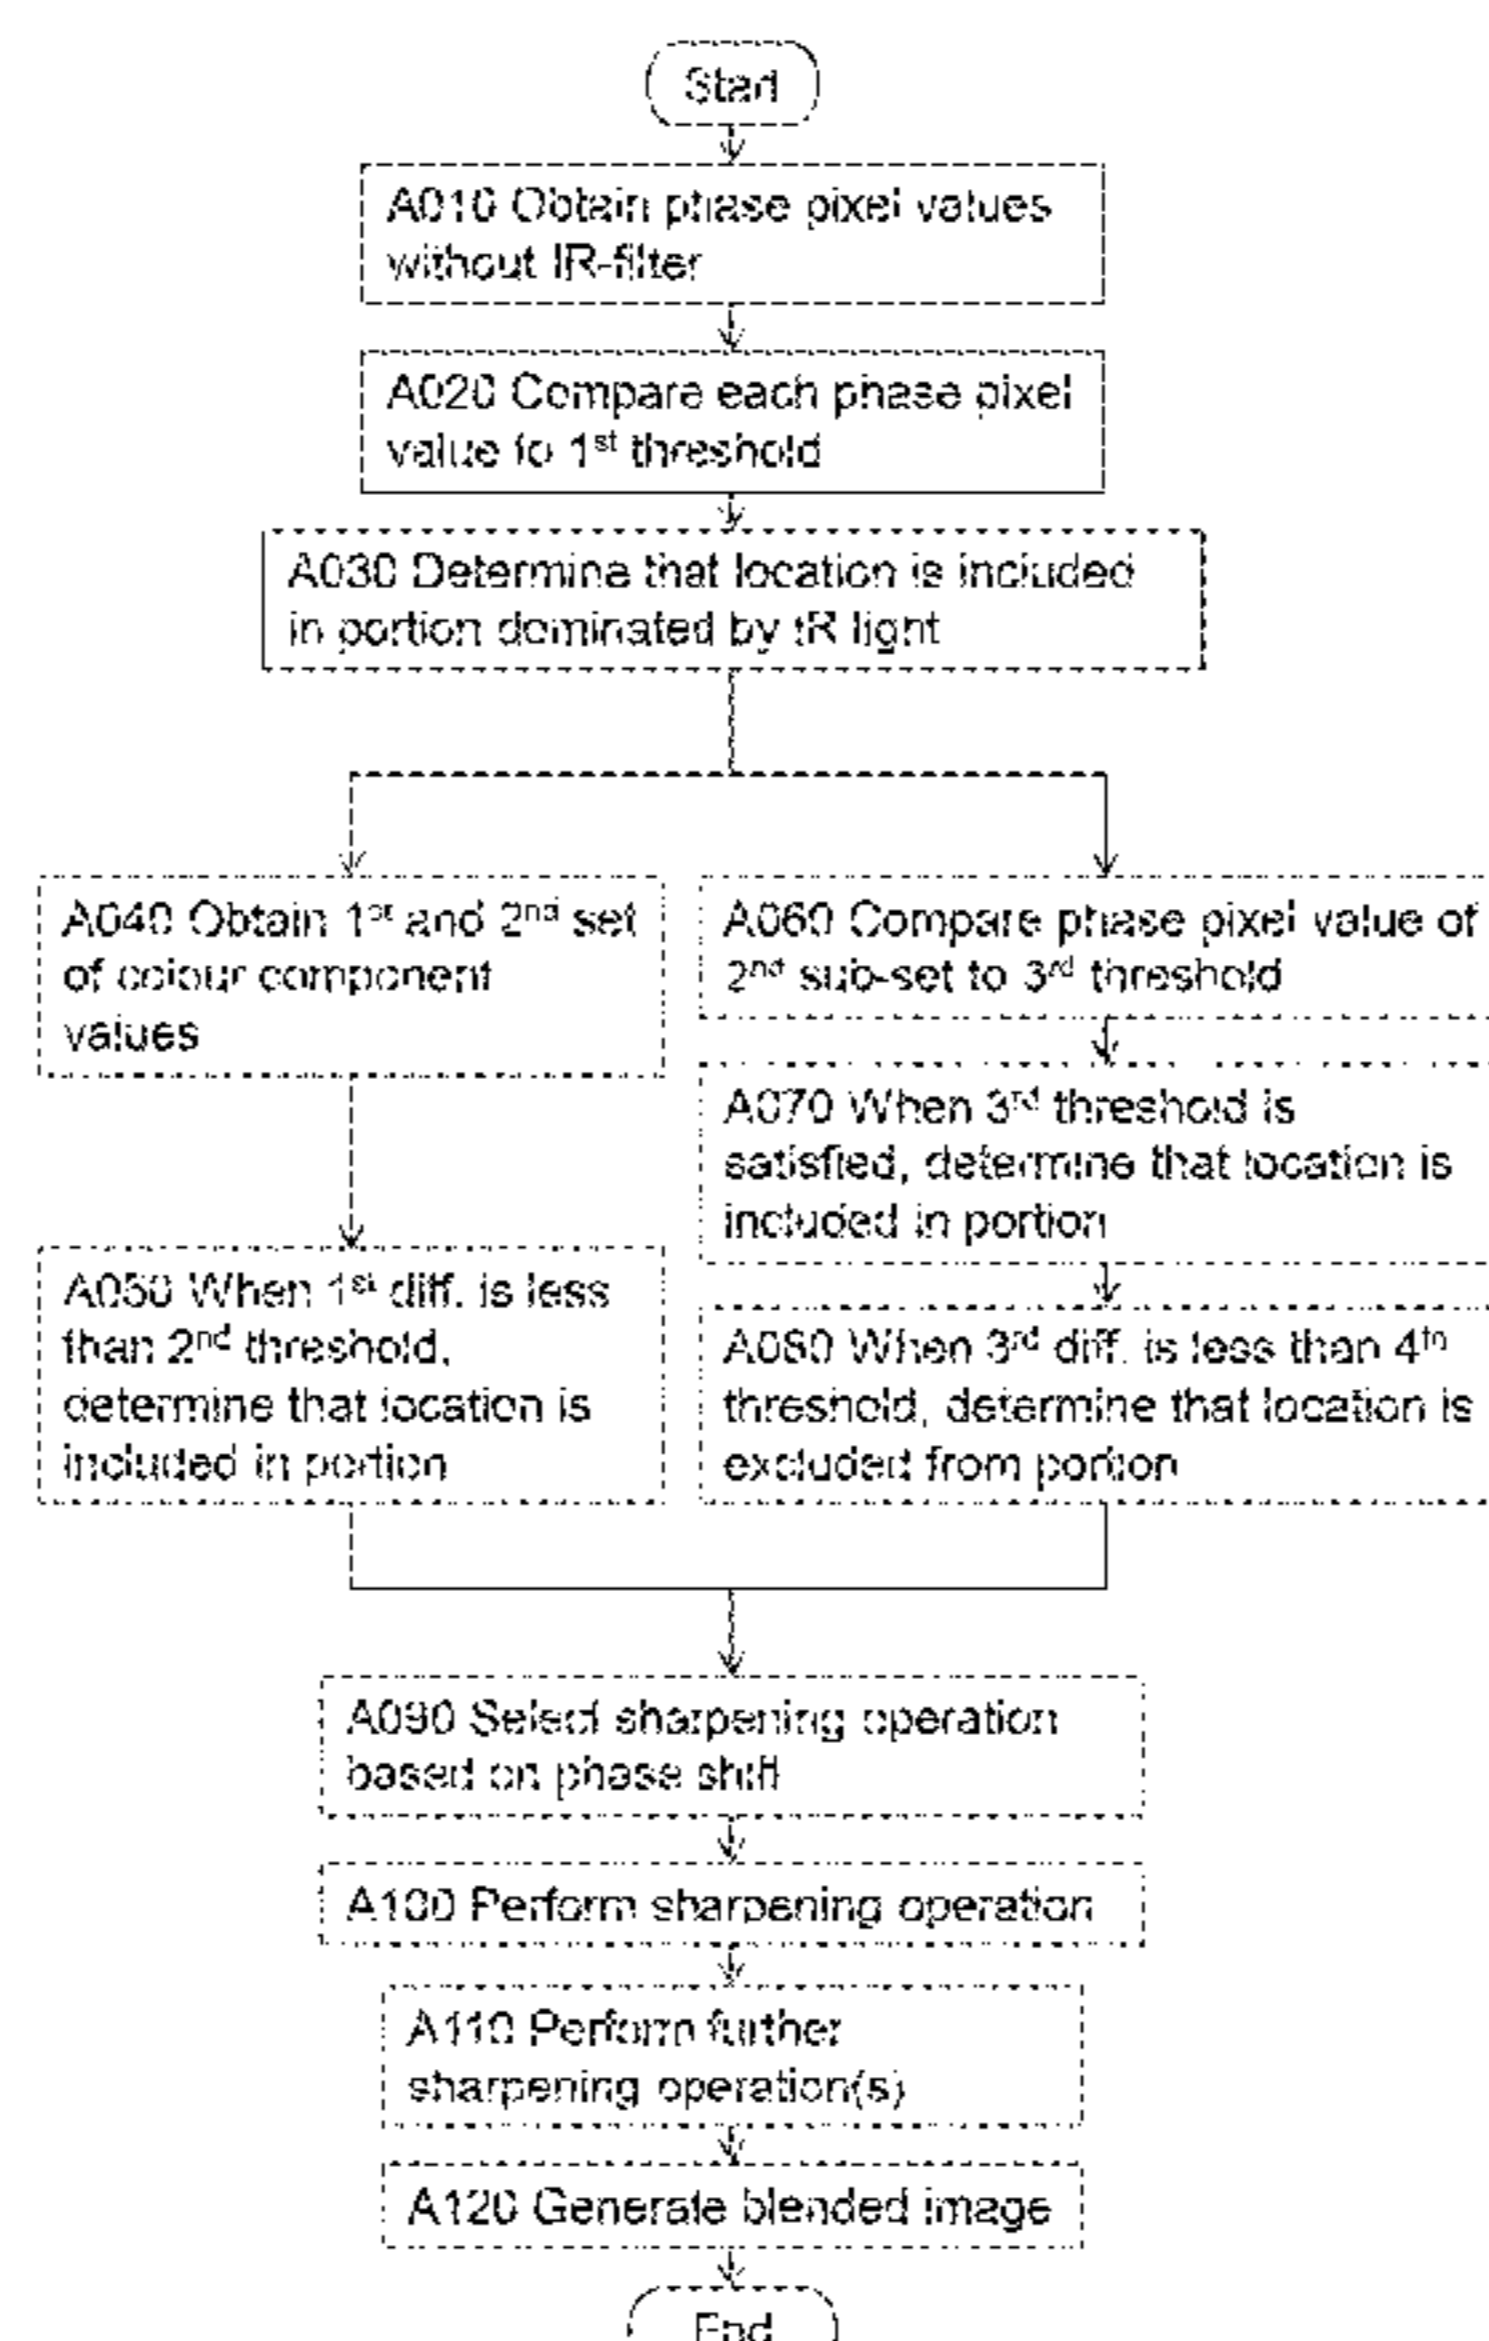 Start
A010 Obtain phase pixel values
without IR-filter
A020 Compare each phase pixel
value to 1st threshold
A030 Determine that location is included
in portion dominated by IR light
A040 Obtain 1st and 2nd set
of colour component
values
A050 When 1st diff. is less
than 2nd threshold,
determine that location is
included in portion
A060 Compare phase pixel value of
2nd sub-set to 3rd threshold
A070 When 3rd threshold is
satisfied, determine that location is
included in portion
A080 When 3rd diff. is less than 4th
threshold, determine that location is
excluded from portion
A090 Select sharpening operation
based on phase shift
A100 Perform sharpening operation
A110 Perform further
sharpening operation(s)
A120 Generate blended image
End